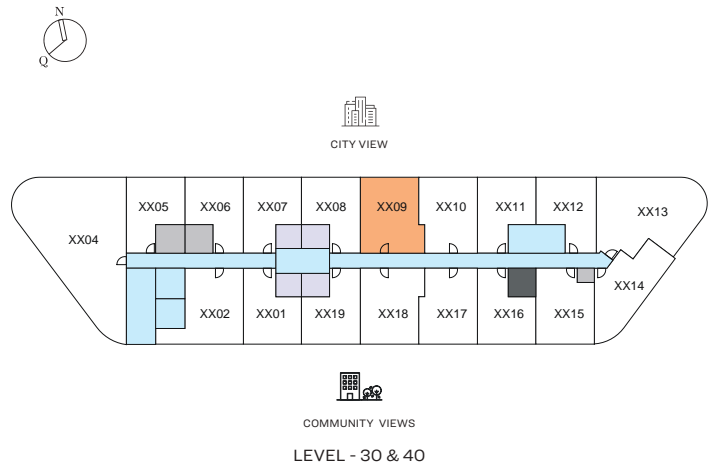 N
Q
CITY VIEW
XX05 XX06 XX07 XX08 XX09 XX10 XX11 XX12
XX04 XX13
XX14
XX02 XX01 XX19 XX18 XX17 XX16 XX15
COMMUNITY VIEWS
LEVEL - 30 & 40